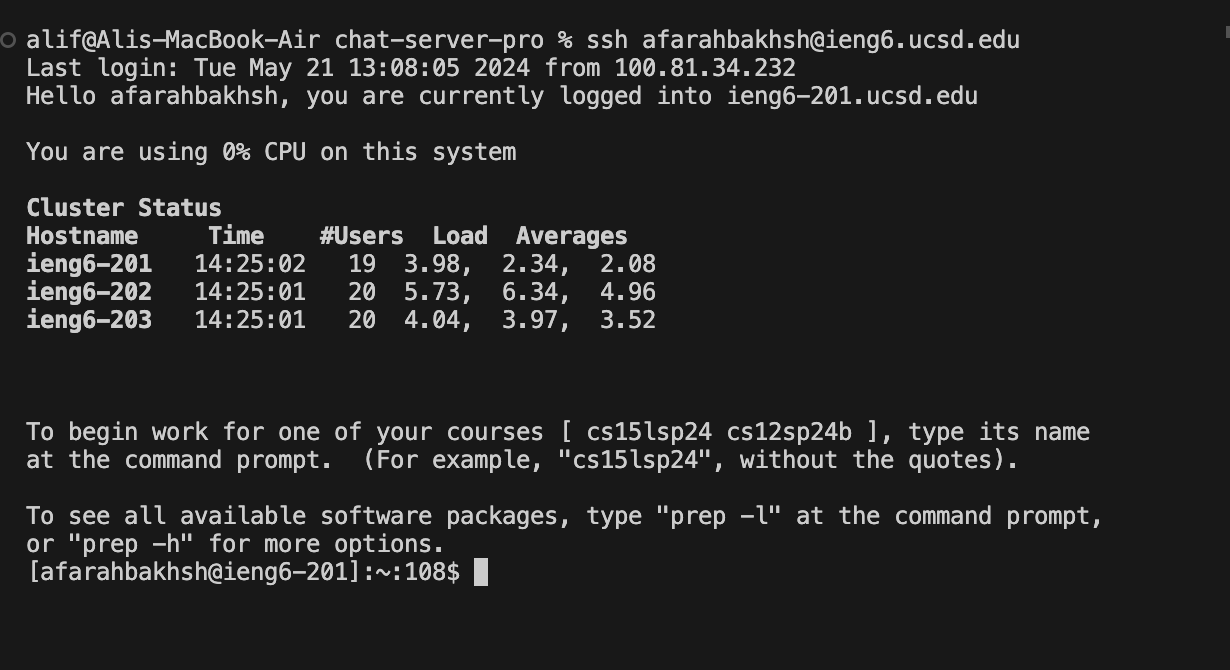 alif@Alis-MacBook-Air chat-server-pro % ssh afarahbakhsh@ieng6.ucsd.edu
Last login: Tue May 21 13:08:05 2024 from 100.81.34.232
Hello afarahbakhsh, you are currently logged into ieng6-201.ucsd.edu
You are using 0% CPU on this system
Cluster Status
Hostname     Time    #Users  Load  Averages
ieng6-201   14:25:02   19  3.98,  2.34,  2.08
ieng6-202   14:25:01   20  5.73,  6.34,  4.96
ieng6-203   14:25:01   20  4.04,  3.97,  3.52
To begin work for one of your courses [ cs15lsp24 cs12sp24b ], type its name
at the command prompt.  (For example, "cs15lsp24", without the quotes).
To see all available software packages, type "prep -l" at the command prompt,
or "prep -h" for more options.
[afarahbakhsh@ieng6-201]:~:108$